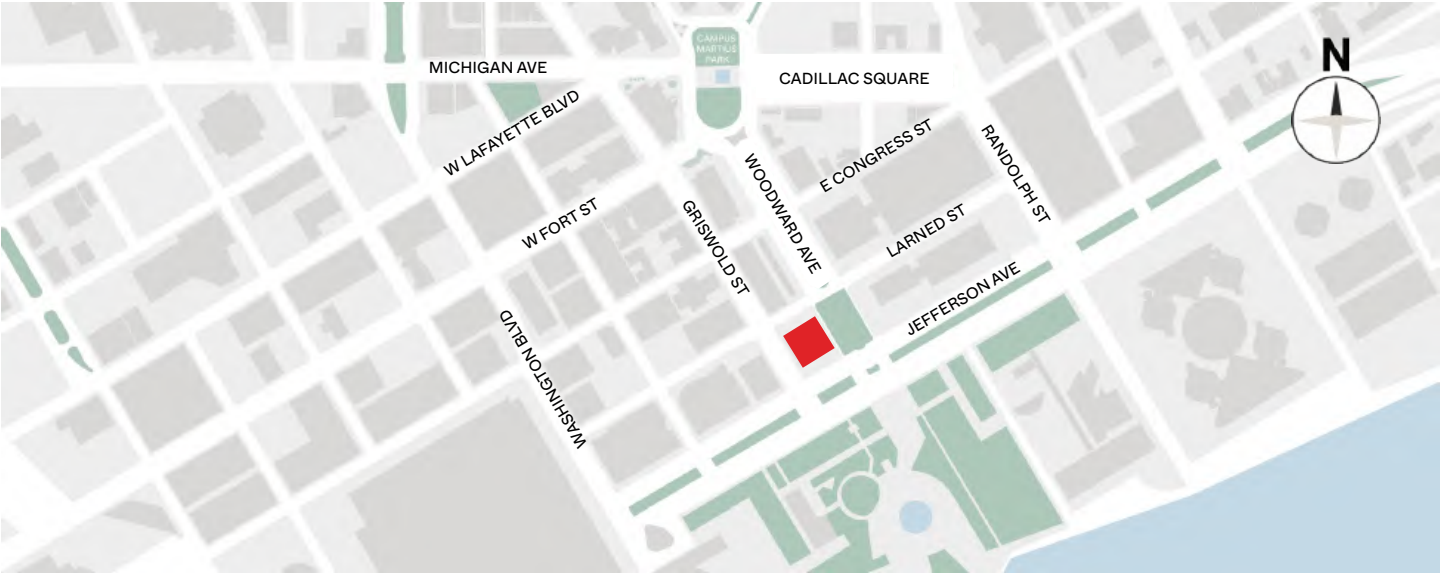 CAMPUS
MARTIUS
PARK
N
MICHIGAN AVE
CADILLAC SQUARE
W LAFAYETTE BLVD
E CONGRESS ST
RANDOLPH ST
WOODWARD AVE
W FORT ST
GRISWOLD ST
LARNED ST
JEFFERSON AVE
WASHINGTON BLVD